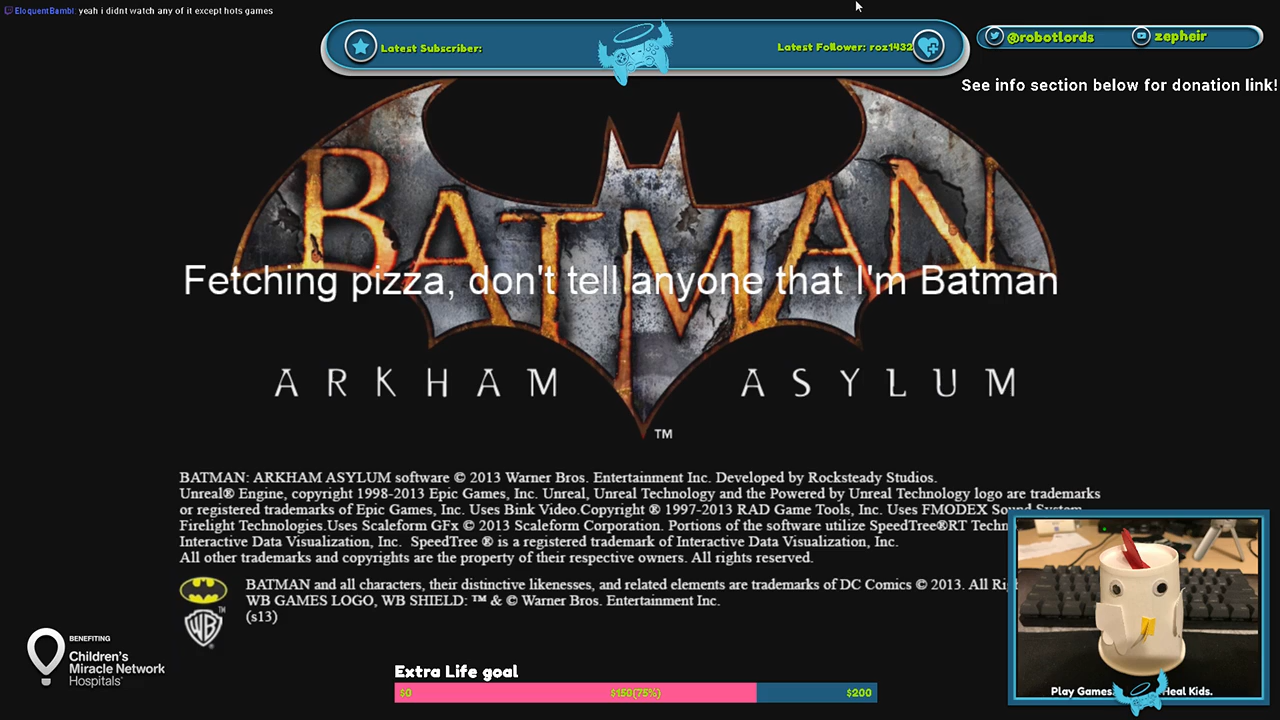 EloquentBambi: yeah i didnt watch any of it except hots games
Latest Subscriber:
Latest Follower: roz1432
@robotlords
zepheir
See info section below for donation link!
BATMAN
Fetching pizza, don't tell anyone that I'm Batman
ARKHAM ASYLUM
TM
BATMAN: ARKHAM ASYLUM software © 2013 Warner Bros. Entertainment Inc. Developed by Rocksteady Studios.
Unreal® Engine, copyright 1998-2013 Epic Games, Inc. Unreal, Unreal Technology and the Powered by Unreal Technology logo are trademarks
or registered trademarks of Epic Games, Inc. Uses Bink Video.Copyright ® 1997-2013 RAD Game Tools, Inc. Uses FMODEX Sound System
Firelight Technologies.Uses Scaleform GFx © 2013 Scaleform Corporation. Portions of the software utilize SpeedTree®RT Techn
Interactive Data Visualization, Inc. SpeedTree ® is a registered trademark of Interactive Data Visualization, Inc.
All other trademarks and copyrights are the property of their respective owners. All rights reserved.
BATMAN and all characters, their distinctive likenesses, and related elements are trademarks of DC Comics © 2013. All Ri
WB GAMES LOGO, WB SHIELD: ™ & © Warner Bros. Entertainment Inc.
(s13)
TM
WB
BENEFITING
Children's
Miracle Network
Hospitals
Extra Life goal
$0 $150(75%) $200
Play Games. Heal Kids.